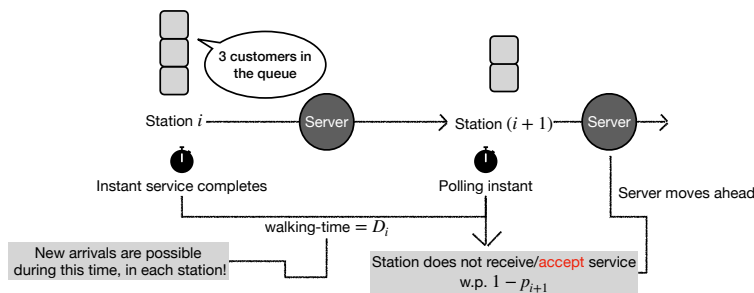 3 customers in
the queue
Station i
Server
Station (i + 1)
Server
Instant service completes
Polling instant
Server moves ahead
walking-time = D_i
New arrivals are possible
during this time, in each station!
Station does not receive/accept service
w.p. 1 − p_{i+1}